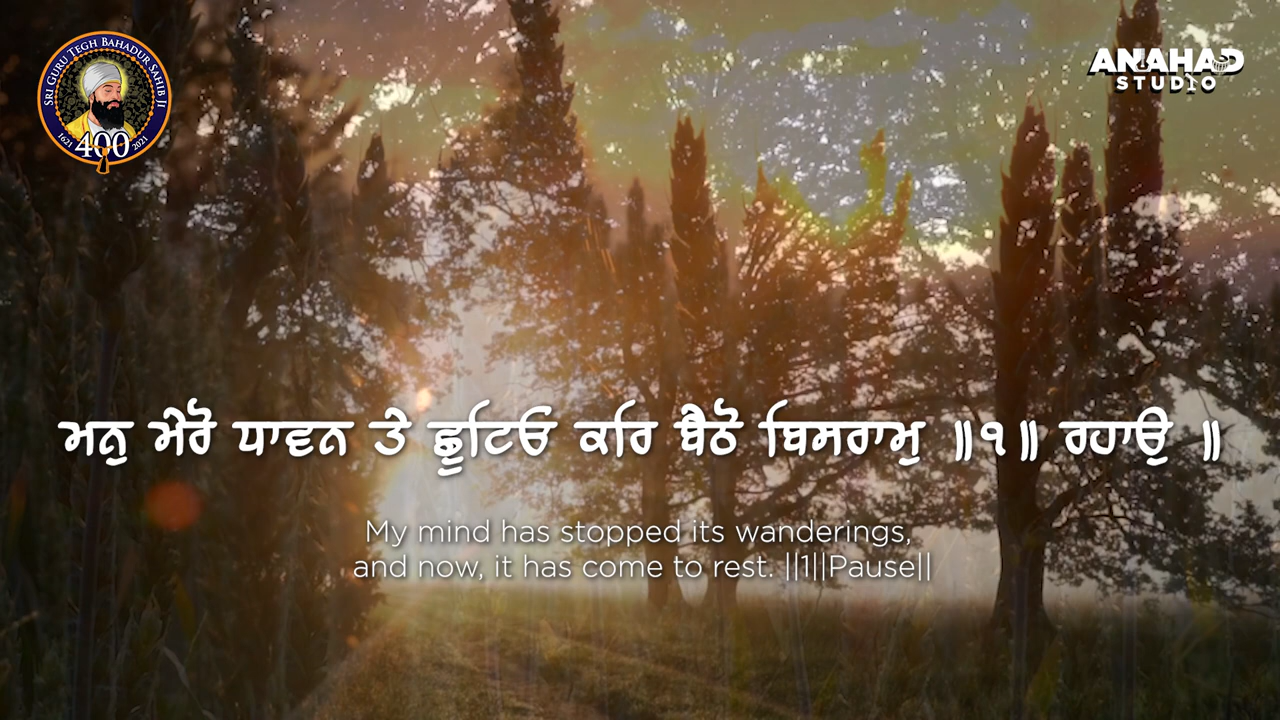 SRI GURU TEGH BAHADUR SAHIB JI
1621 400 2021
ANAHAD
STUDIO
ਮਨੁ ਮੇਰੋ ਧਾਵਨ ਤੇ ਛੂਟਿਓ ਕਰਿ ਬੈਠੋ ਬਿਸਰਾਮੁ ॥੧॥ ਰਹਾਉ ॥
My mind has stopped its wanderings,
and now, it has come to rest. ||1||Pause||